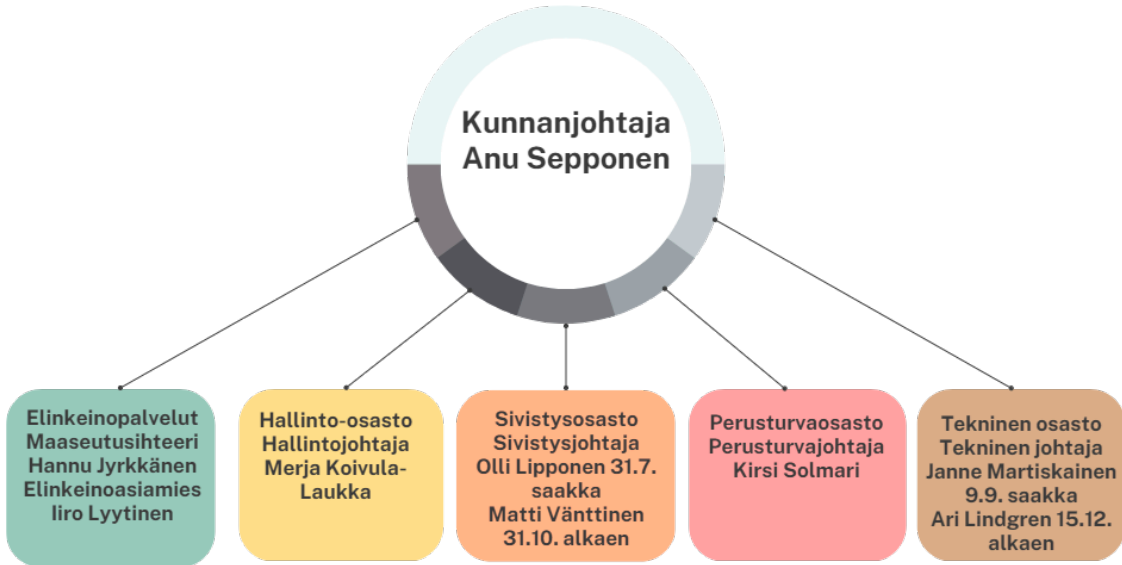 Kunnanjohtaja
Anu Sepponen
Elinkeinopalvelut
Maaseutusihteeri
Hannu Jyrkkänen
Elinkeinoasiamies
Iiro Lyytinen
Hallinto-osasto
Hallintojohtaja
Merja Koivula-
Laukka
Sivistysosasto
Sivistysjohtaja
Olli Lipponen 31.7.
saakka
Matti Vänttinen
31.10. alkaen
Perusturvaosasto
Perusturvajohtaja
Kirsi Solmari
Tekninen osasto
Tekninen johtaja
Janne Martiskainen
9.9. saakka
Ari Lindgren 15.12.
alkaen